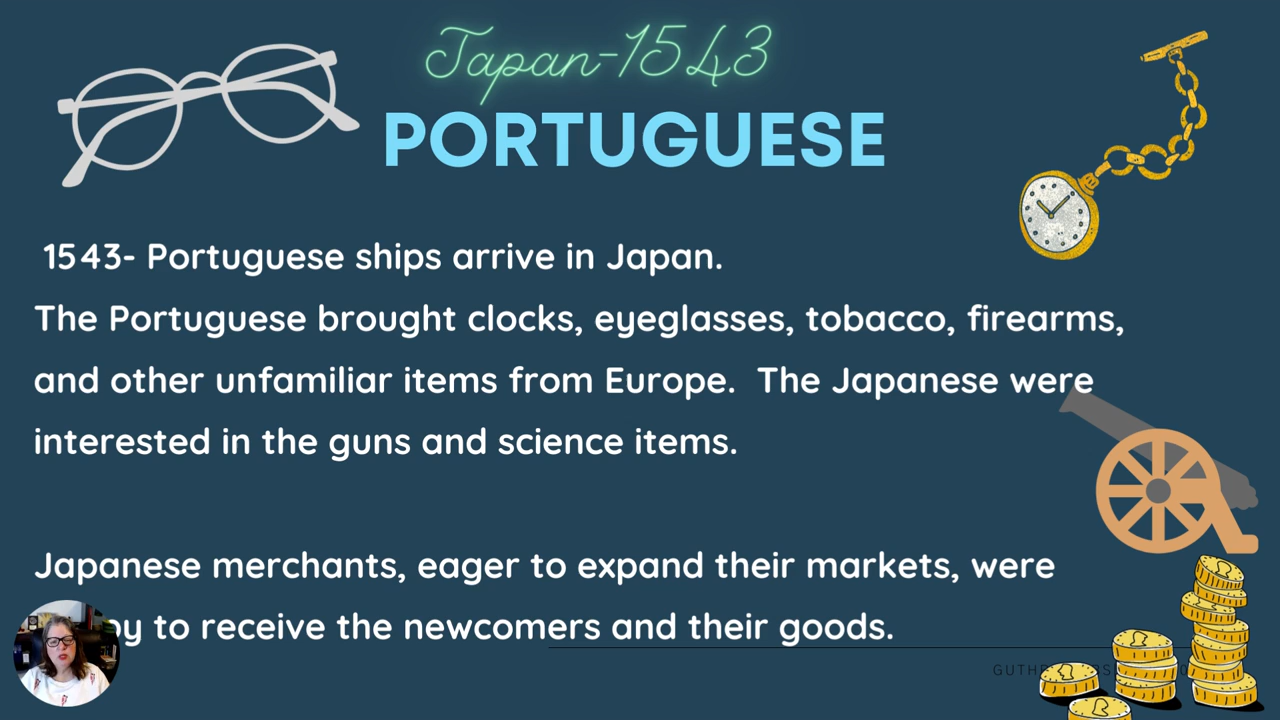 Japan-1543
PORTUGUESE
1543- Portuguese ships arrive in Japan.
The Portuguese brought clocks, eyeglasses, tobacco, firearms,
and other unfamiliar items from Europe. The Japanese were
interested in the guns and science items.
Japanese merchants, eager to expand their markets, were
to receive the newcomers and their goods.